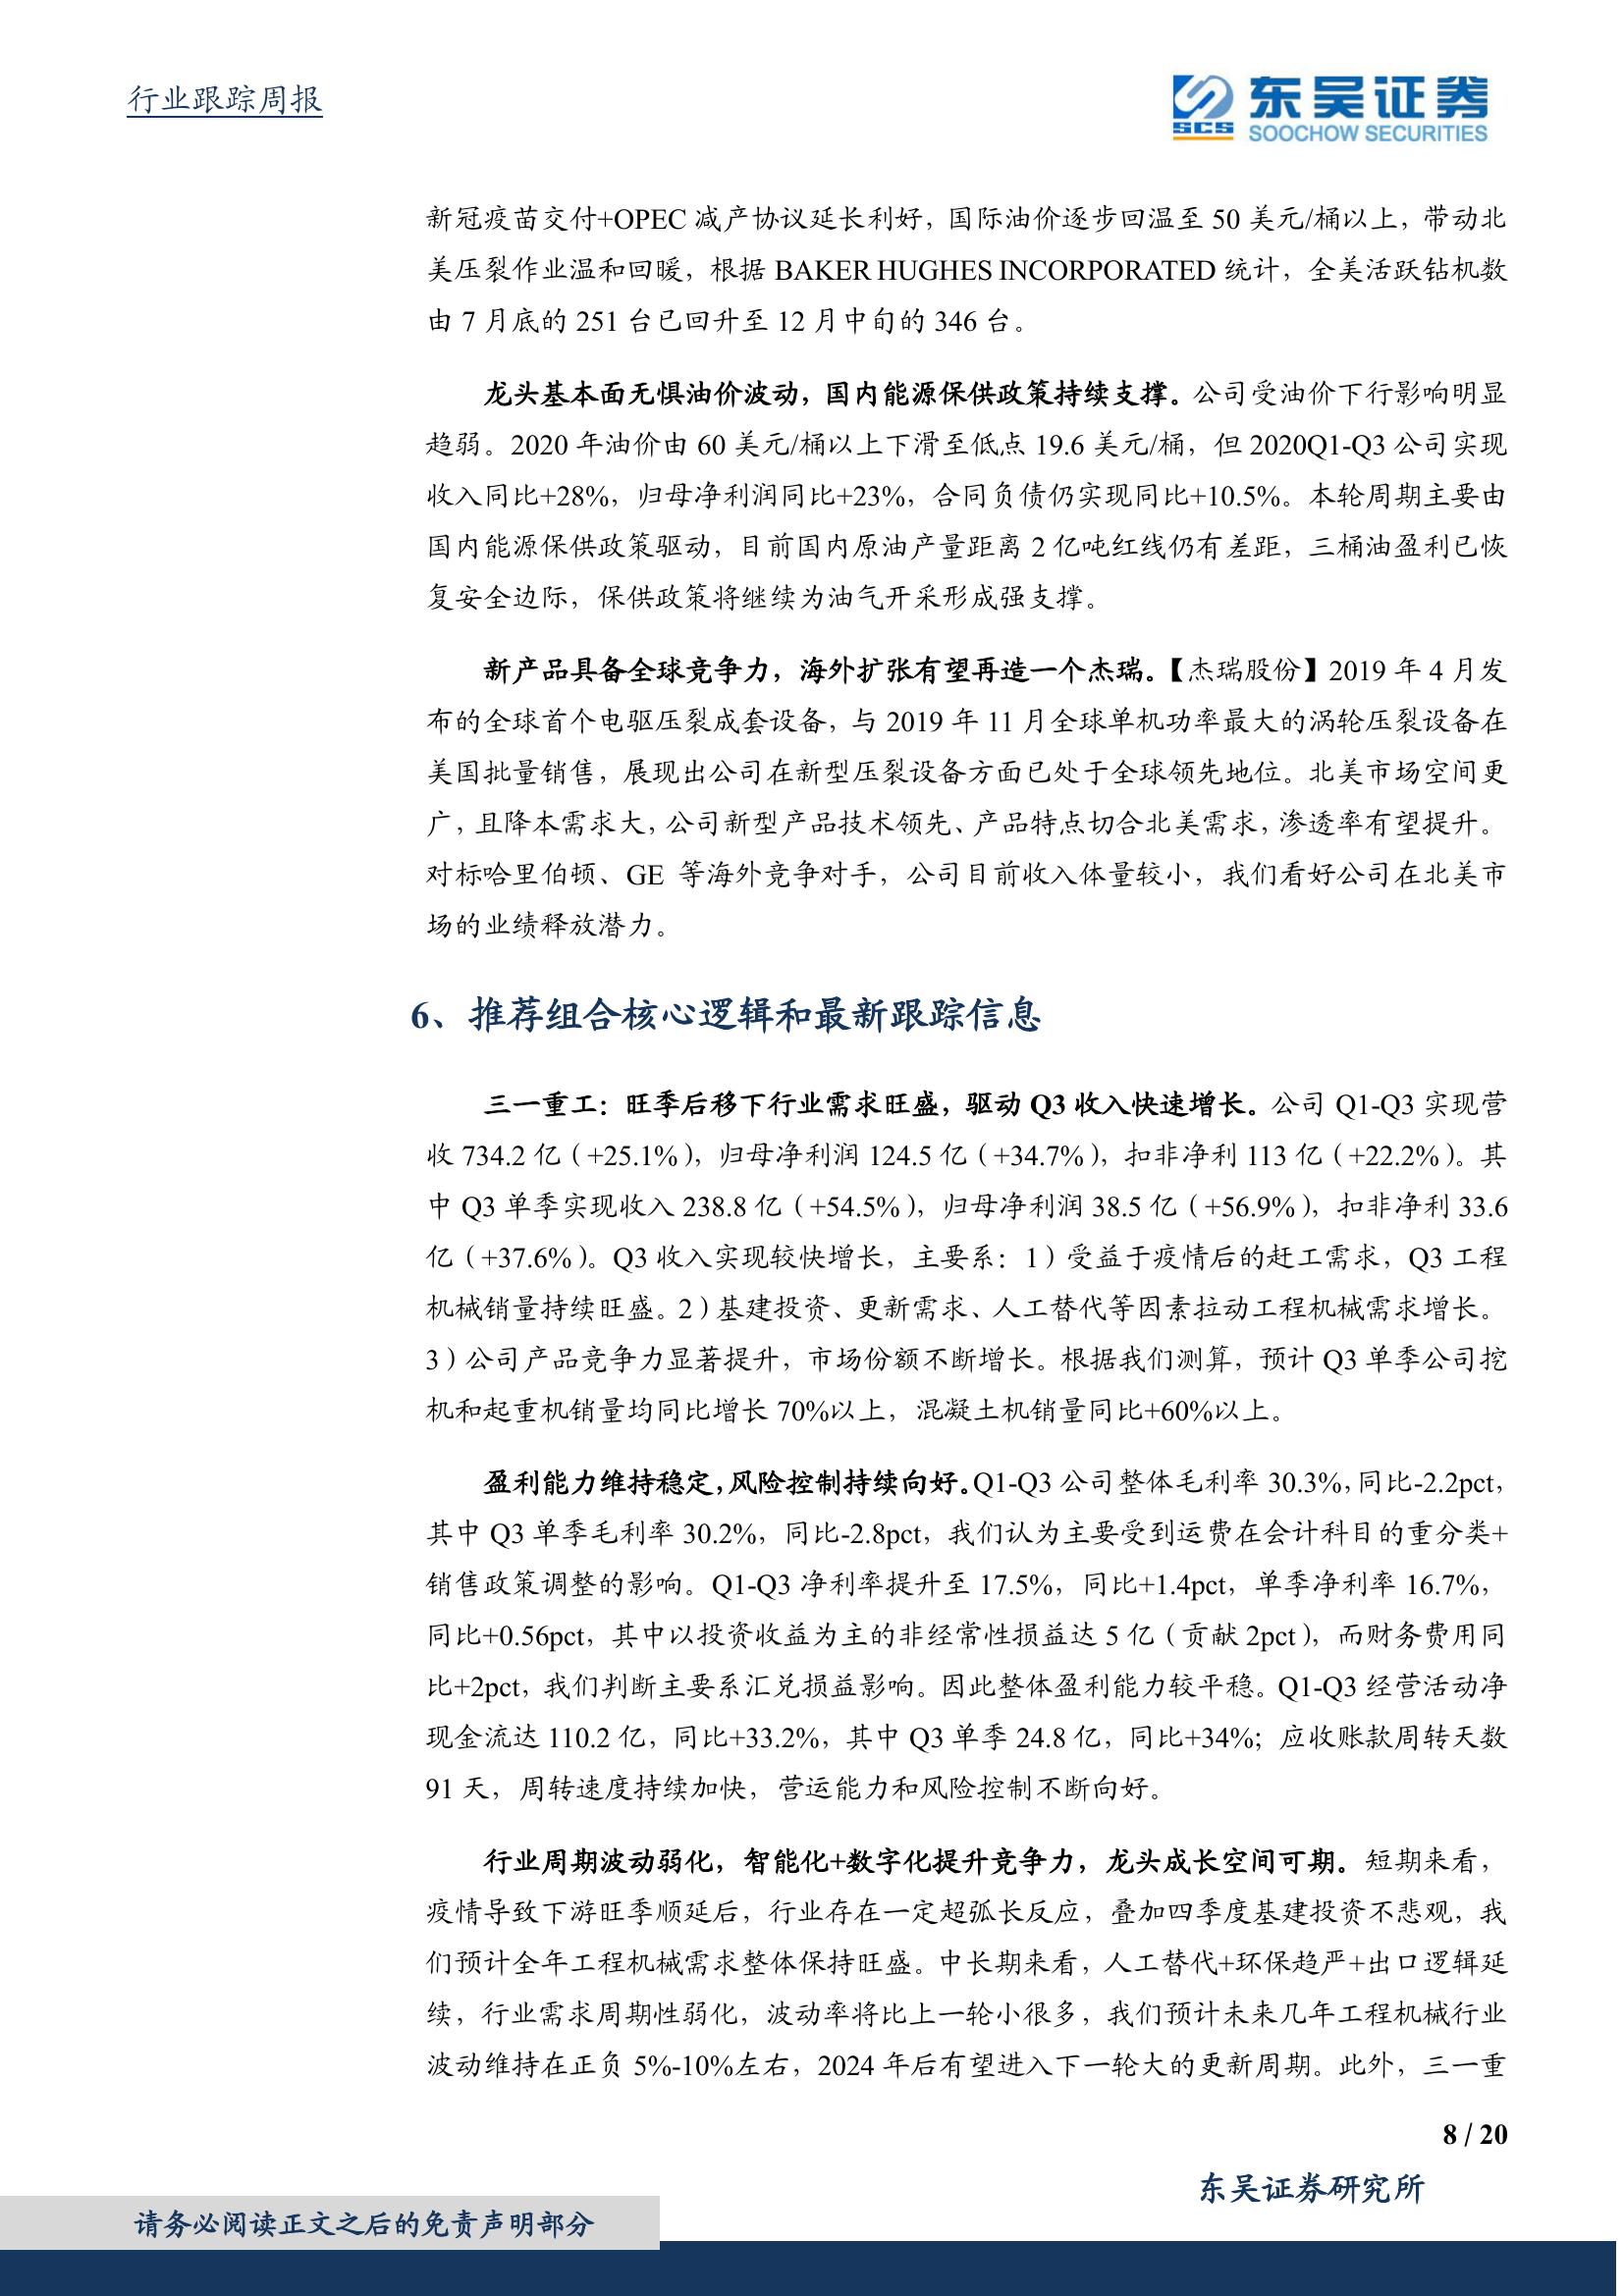 行业跟踪周报
SCS
东吴证券
SOOCHOW SECURITIES
新冠疫苗交付+OPEC 减产协议延长利好，国际油价逐步回温至 50 美元/桶以上，带动北
美压裂作业温和回暖，根据 BAKER HUGHES INCORPORATED 统计，全美活跃钻机数
由 7 月底的 251 台已回升至 12 月中旬的 346 台。
龙头基本面无惧油价波动，国内能源保供政策持续支撑。公司受油价下行影响明显
趋弱。2020 年油价由 60 美元/桶以上下滑至低点 19.6 美元/桶，但 2020Q1-Q3 公司实现
收入同比+28%，归母净利润同比+23%，合同负债仍实现同比+10.5%。本轮周期主要由
国内能源保供政策驱动，目前国内原油产量距离 2 亿吨红线仍有差距，三桶油盈利已恢
复安全边际，保供政策将继续为油气开采形成强支撑。
新产品具备全球竞争力，海外扩张有望再造一个杰瑞。【杰瑞股份】2019 年 4 月发
布的全球首个电驱压裂成套设备，与 2019 年 11 月全球单机功率最大的涡轮压裂设备在
美国批量销售，展现出公司在新型压裂设备方面已处于全球领先地位。北美市场空间更
广，且降本需求大，公司新型产品技术领先、产品特点切合北美需求，渗透率有望提升。
对标哈里伯顿、GE 等海外竞争对手，公司目前收入体量较小，我们看好公司在北美市
场的业绩释放潜力。
6、推荐组合核心逻辑和最新跟踪信息
三一重工：旺季后移下行业需求旺盛，驱动 Q3 收入快速增长。公司 Q1-Q3 实现营
收 734.2 亿（+25.1%），归母净利润 124.5 亿（+34.7%），扣非净利 113 亿（+22.2%）。其
中 Q3 单季实现收入 238.8 亿（+54.5%），归母净利润 38.5 亿（+56.9%），扣非净利 33.6
亿（+37.6%）。Q3 收入实现较快增长，主要系：1）受益于疫情后的赶工需求，Q3 工程
机械销量持续旺盛。2）基建投资、更新需求、人工替代等因素拉动工程机械需求增长。
3）公司产品竞争力显著提升，市场份额不断增长。根据我们测算，预计 Q3 单季公司挖
机和起重机销量均同比增长 70%以上，混凝土机销量同比+60%以上。
盈利能力维持稳定，风险控制持续向好。Q1-Q3 公司整体毛利率 30.3%，同比-2.2pct，
其中 Q3 单季毛利率 30.2%，同比-2.8pct，我们认为主要受到运费在会计科目的重分类+
销售政策调整的影响。Q1-Q3 净利率提升至 17.5%，同比+1.4pct，单季净利率 16.7%，
同比+0.56pct，其中以投资收益为主的非经常性损益达 5 亿（贡献 2pct），而财务费用同
比+2pct，我们判断主要系汇兑损益影响。因此整体盈利能力较平稳。Q1-Q3 经营活动净
现金流达 110.2 亿，同比+33.2%，其中 Q3 单季 24.8 亿，同比+34%；应收账款周转天数
91 天，周转速度持续加快，营运能力和风险控制不断向好。
行业周期波动弱化，智能化+数字化提升竞争力，龙头成长空间可期。短期来看，
疫情导致下游旺季顺延后，行业存在一定超弧长反应，叠加四季度基建投资不悲观，我
们预计全年工程机械需求整体保持旺盛。中长期来看，人工替代+环保趋严+出口逻辑延
续，行业需求周期性弱化，波动率将比上一轮小很多，我们预计未来几年工程机械行业
波动维持在正负 5%-10%左右，2024 年后有望进入下一轮大的更新周期。此外，三一重
8 / 20
东吴证券研究所
请务必阅读正文之后的免责声明部分